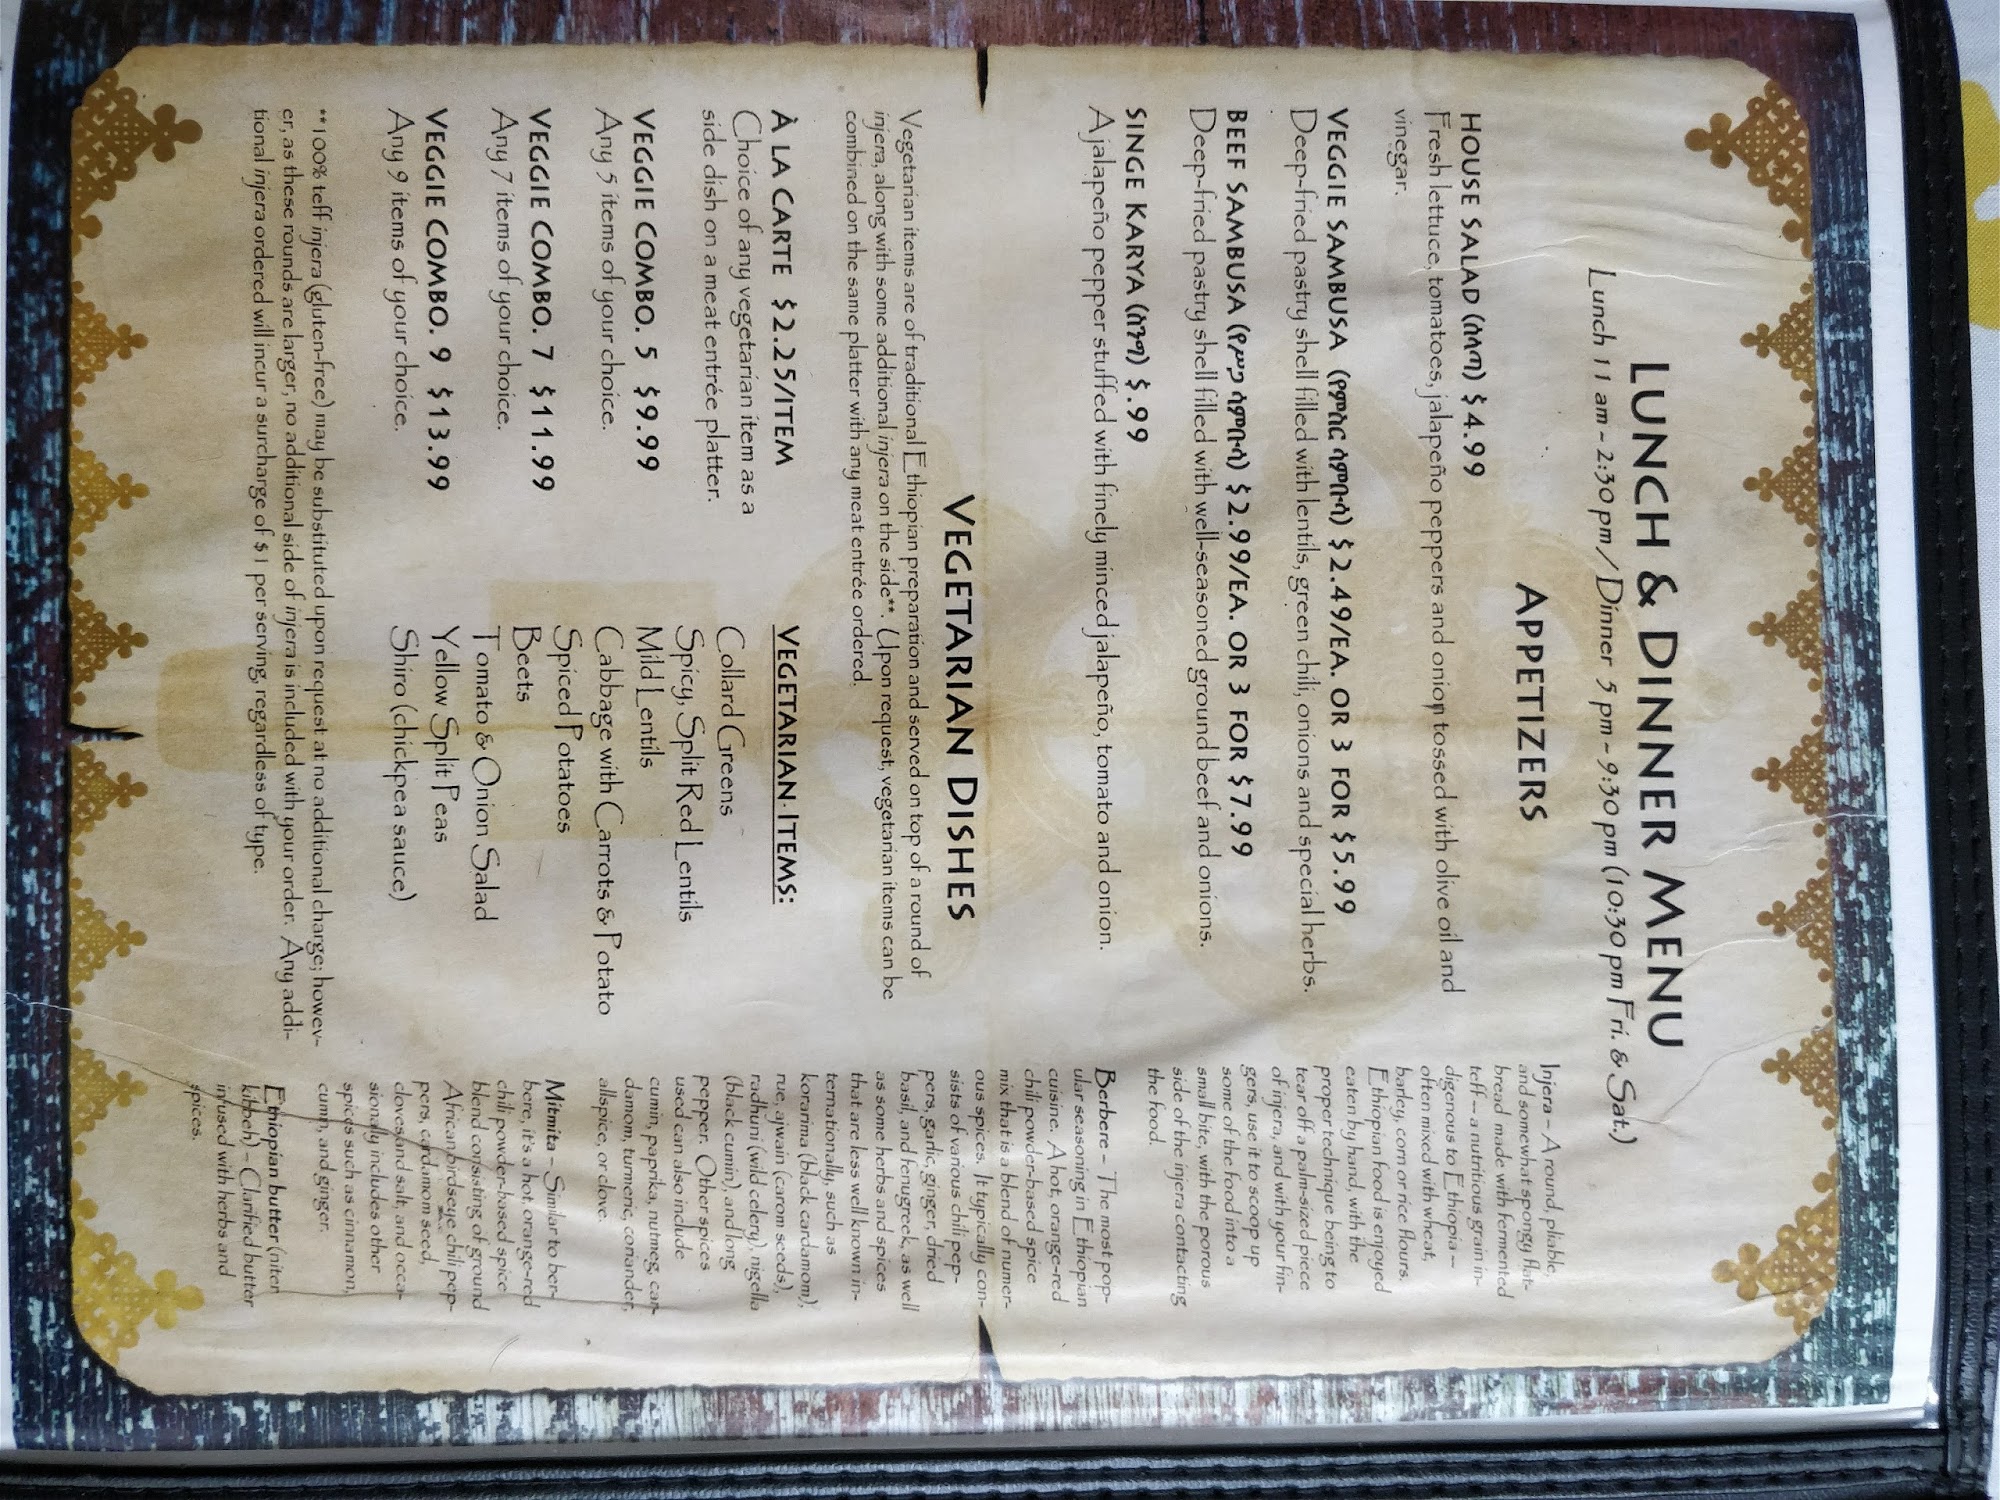 LUNCH & DINNER MENU
Lunch 11 am - 2:30 pm / Dinner 5 pm - 9:30 pm (10:30 pm Fri. & Sat.)
APPETIZERS
HOUSE SALAD (ሰላጣ) $4.99
Fresh lettuce, tomatoes, jalapeño peppers and onion tossed with olive oil and
vinegar.
VEGGIE SAMBUSA (የምስር ሳምቡሳ) $2.49/EA. OR 3 FOR $5.99
Deep-fried pastry shell filled with lentils, green chili, onions and special herbs.
BEEF SAMBUSA (የሥጋ ሳምቡሳ) $2.99/EA. OR 3 FOR $7.99
Deep-fried pastry shell filled with well-seasoned ground beef and onions.
SINGE KARYA (ስንግ) $.99
A jalapeño pepper stuffed with finely minced jalapeño, tomato and onion.
VEGETARIAN DISHES
Vegetarian items are of traditional Ethiopian preparation and served on top of a round of
injera, along with some additional injera on the side**. Upon request, vegetarian items can be
combined on the same platter with any meat entrée ordered.
À LA CARTE $2.25/ITEM
Choice of any vegetarian item as a
side dish on a meat entrée platter.
VEGGIE COMBO. 5 $9.99
Any 5 items of your choice.
VEGGIE COMBO. 7 $11.99
Any 7 items of your choice.
VEGGIE COMBO. 9 $13.99
Any 9 items of your choice.
VEGETARIAN ITEMS:
Collard Greens
Spicy, Split Red Lentils
Mild Lentils
Cabbage with Carrots & Potato
Spiced Potatoes
Beets
Tomato & Onion Salad
Yellow Split Peas
Shiro (chickpea sauce)
**100% teff injera (gluten-free) may be substituted upon request at no additional charge; howev-
er, as these rounds are larger, no additional side of injera is included with your order. Any addi-
tional injera ordered will incur a surcharge of $1 per serving, regardless of type.
Injera – A round, pliable,
and somewhat spongy flat-
bread made with fermented
teff – a nutritious grain in-
digenous to Ethiopia –
often mixed with wheat,
barley, corn or rice flours.
Ethiopian food is enjoyed
eaten by hand, with the
proper technique being to
tear off a palm-sized piece
of injera, and with your fin-
gers, use it to scoop up
some of the food into a
small bite, with the porous
side of the injera contacting
the food.
Berbere – The most pop-
ular seasoning in Ethiopian
cuisine. A hot, orange-red
chili powder-based spice
mix that is a blend of numer-
ous spices. It typically con-
sists of various chili pep-
pers, garlic, ginger, dried
basil, and fenugreek, as well
as some herbs and spices
that are less well known in-
ternationally, such as
korarima (black cardamom),
rue, ajwain (carom seeds),
radhuni (wild celery), nigella
(black cumin), and long
pepper. Other spices
used can also include
cumin, paprika, nutmeg, car-
damom, turmeric, coriander,
allspice, or clove.
Mitmita – Similar to ber-
bere, it's a hot orange-red
chili powder-based spice
blend consisting of ground
African birdseye chili pep-
pers, cardamom seed,
cloves and salt, and occa-
sionally includes other
spices such as cinnamon,
cumin, and ginger.
Ethiopian butter (niter
kibbeh) – Clarified butter
infused with herbs and
spices.